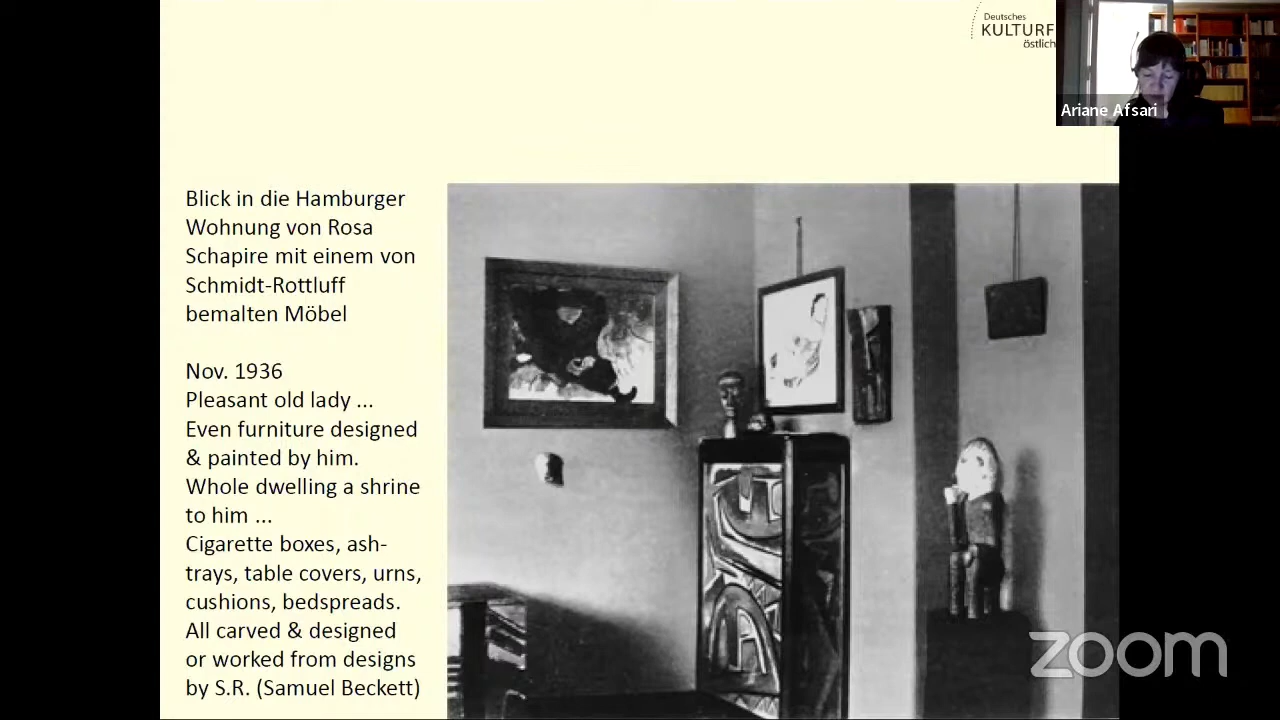 Deutsches
KULTURF
östlich
Ariane Afsari
Blick in die Hamburger
Wohnung von Rosa
Schapire mit einem von
Schmidt-Rottluff
bemalten Möbel
Nov. 1936
Pleasant old lady ...
Even furniture designed
& painted by him.
Whole dwelling a shrine
to him ...
Cigarette boxes, ash-
trays, table covers, urns,
cushions, bedspreads.
All carved & designed
or worked from designs
by S.R. (Samuel Beckett)
zoom